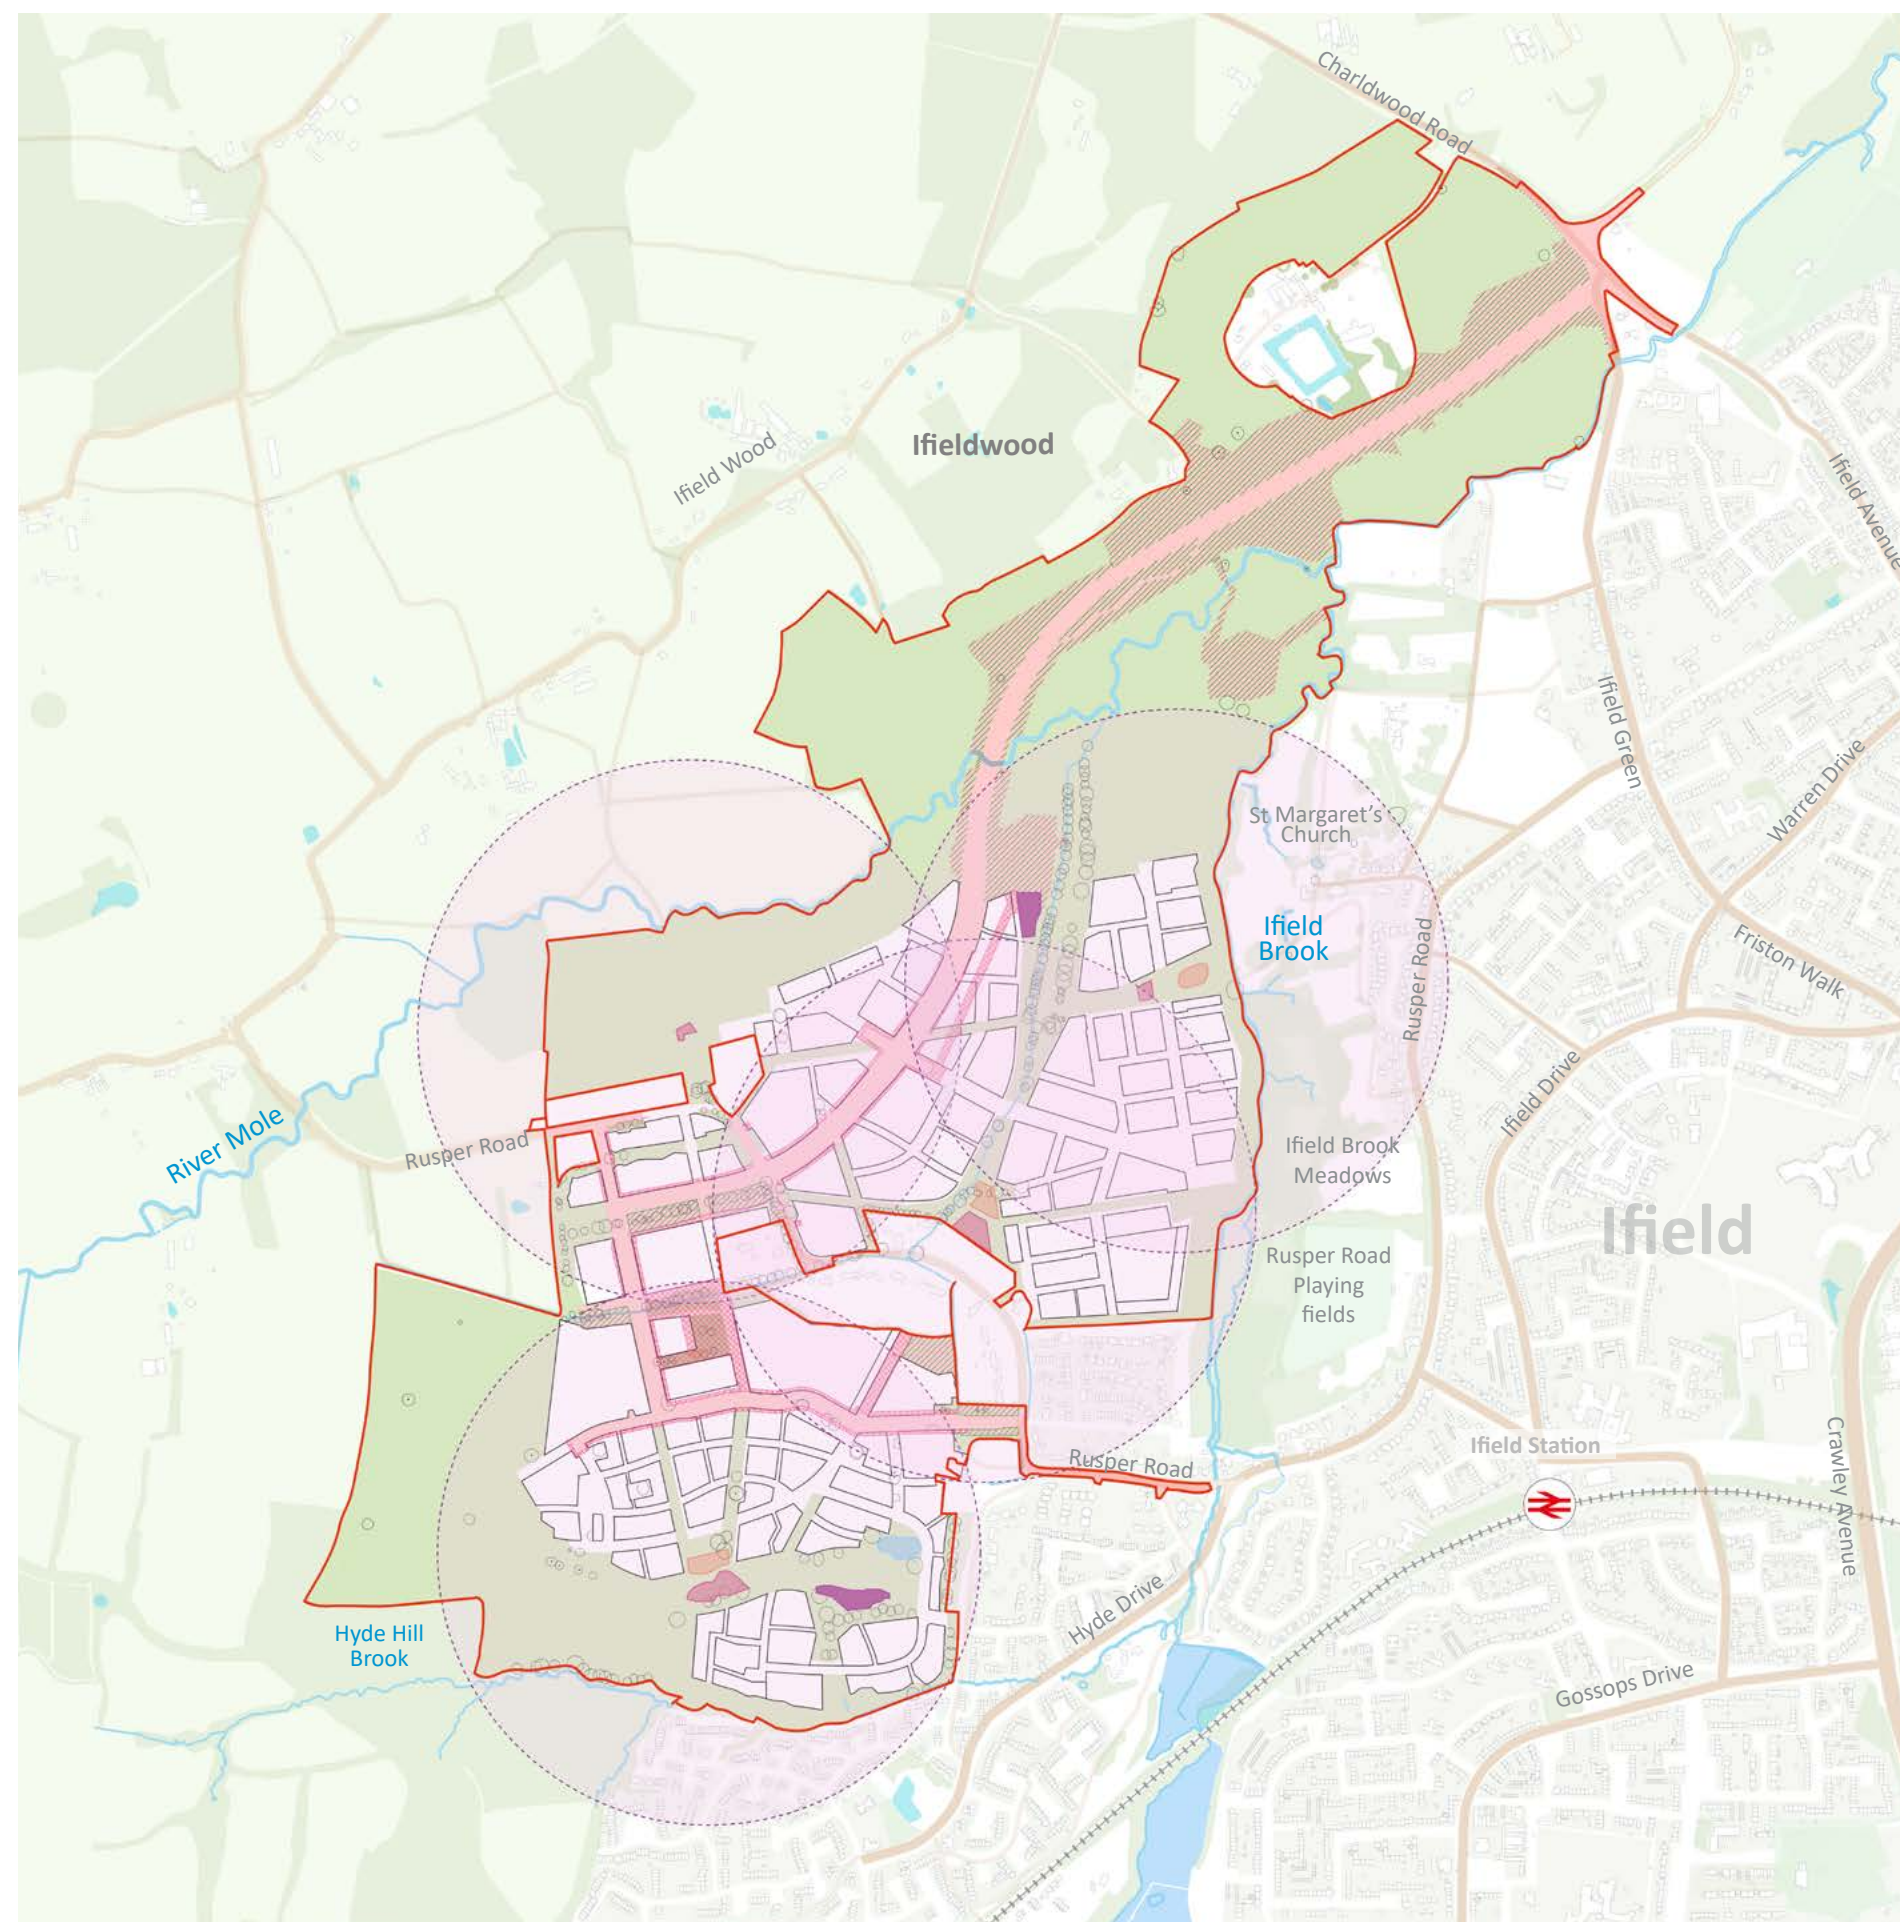 Charldwood Road
Ifieldwood
Ifield Wood
Ifield Avenue
Ifield Green
Warren Drive
St Margaret's
Church
Ifield
Brook
Rusper Road
Friston Walk
Ifield Drive
River Mole
Rusper Road
Ifield Brook
Meadows
Ifield
Rusper Road
Playing
fields
Crawley Avenue
Ifield Station
Rusper Road
Hyde Drive
Hyde Hill
Brook
Gossops Drive